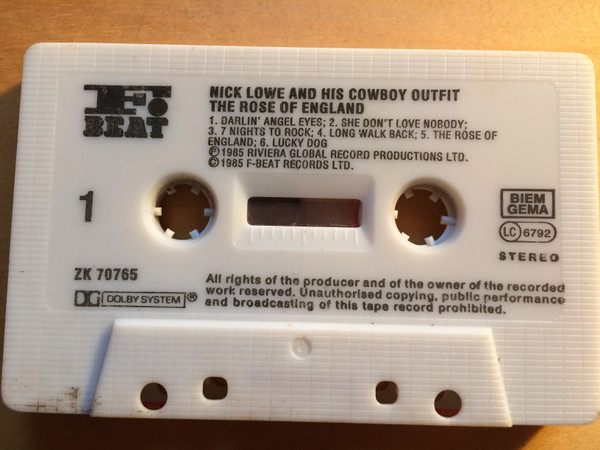 F.
BEAT
NICK LOWE AND HIS COWBOY OUTFIT
THE ROSE OF ENGLAND
1. DARLIN' ANGEL EYES; 2. SHE DON'T LOVE NOBODY;
3. 7 NIGHTS TO ROCK; 4. LONG WALK BACK; 5. THE ROSE OF
ENGLAND; 6. LUCKY DOG
Ⓟ1985 RIVIERA GLOBAL RECORD PRODUCTIONS LTD.
©1985 F-BEAT RECORDS LTD.
1
BIEM
GEMA
LC 6792
STEREO
ZK 70765
DOLBY SYSTEM®
All rights of the producer and of the owner of the recorded
work reserved. Unauthorised copying, public performance
and broadcasting of this tape record prohibited.